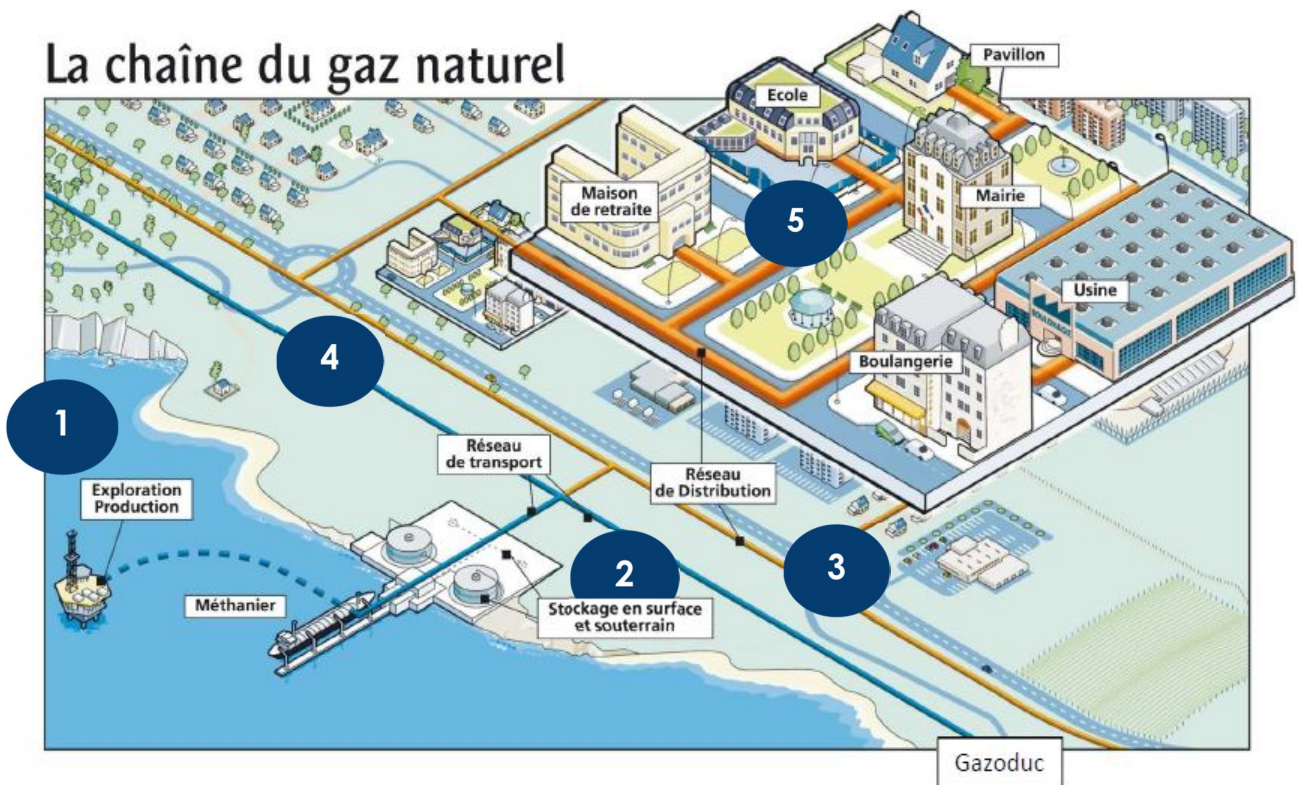 La chaîne du gaz naturel
Pavillon
Ecole
Maison
de retraite
Mairie
5
Usine
4
Boulangerie
1
Réseau
de transport
Réseau
de Distribution
Exploration
Production
3
2
Méthanier
Stockage en surface
et souterrain
Gazoduc